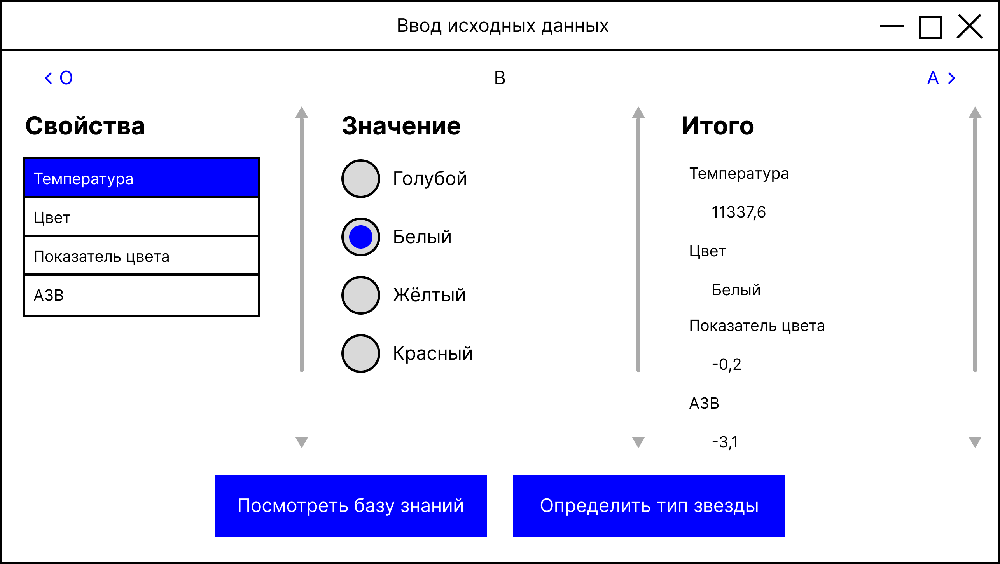 Ввод исходных данных
O
B
A
Свойства
Температура
Цвет
Показатель цвета
АЗВ
Значение
Голубой
Белый
Жёлтый
Красный
Итого
Температура
11337,6
Цвет
Белый
Показатель цвета
-0,2
АЗВ
-3,1
Посмотреть базу знаний
Определить тип звезды